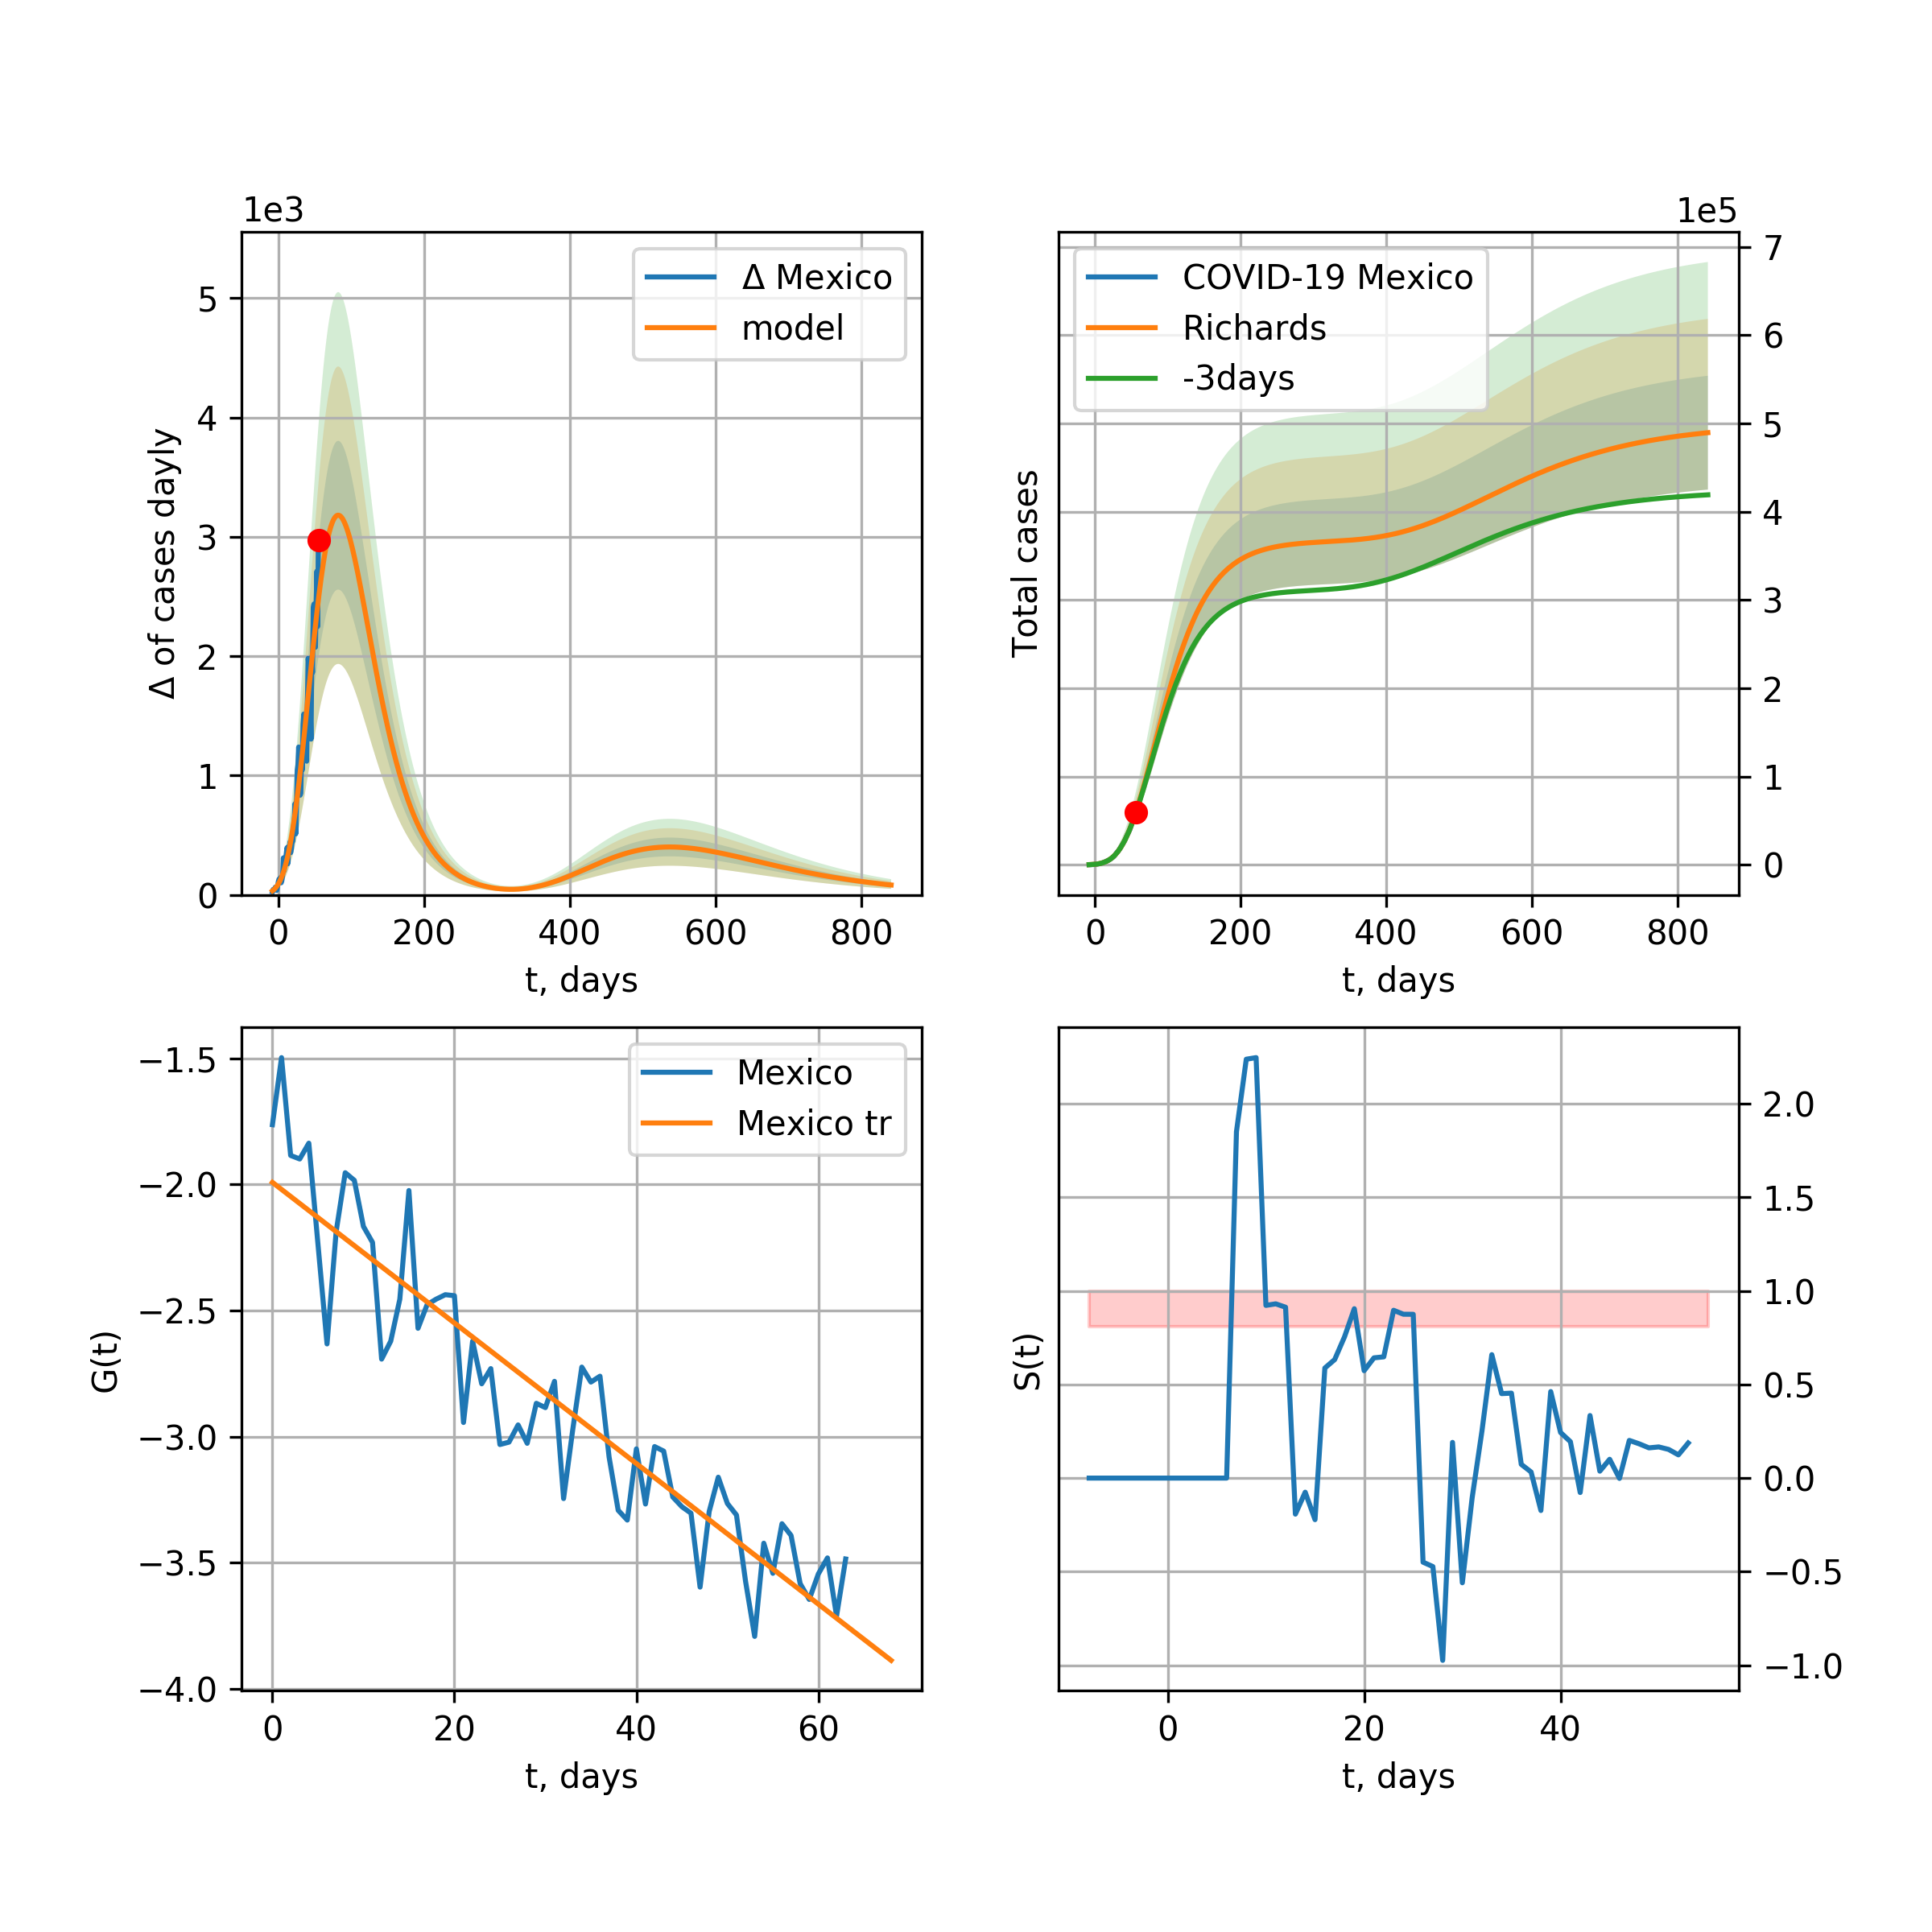 1e3
Δ of cases dayly
5
4
3
2
1
0
0 200 400 600 800
t, days
Δ Mexico
model
1e5
Total cases
7
6
5
4
3
2
1
0
0 200 400 600 800
t, days
COVID-19 Mexico
Richards
-3days
G(t)
−1.5
−2.0
−2.5
−3.0
−3.5
−4.0
0 20 40 60
t, days
Mexico
Mexico tr
S(t)
2.0
1.5
1.0
0.5
0.0
−0.5
−1.0
0 20 40
t, days